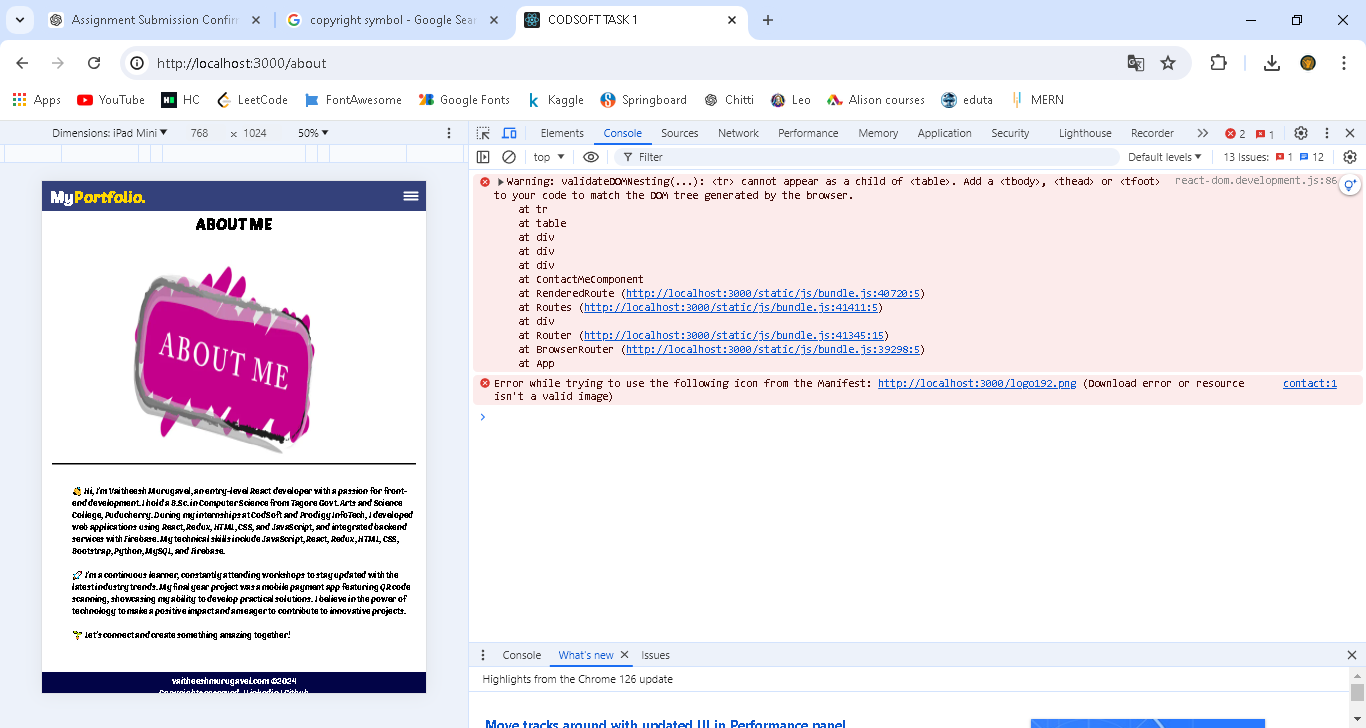 Assignment Submission Confir
copyright symbol - Google Sear
CODSOFT TASK 1
http://localhost:3000/about
Apps
YouTube
HC
LeetCode
FontAwesome
Google Fonts
Kaggle
Springboard
Chitti
Leo
Alison courses
eduta
MERN
Dimensions: iPad Mini ▼ 768 x 1024 50% ▼
Elements Console Sources Network Performance Memory Application Security Lighthouse Recorder 2 1
top ▼ Filter Default levels ▼ 13 Issues: 1 12
MyPortfolio.
ABOUT ME
ABOUT ME
👋 Hi, I'm Vaitheesh Murugavel, an entry-level React developer with a passion for front-
end development. I hold a B.Sc. in Computer Science from Tagore Govt. Arts and Science
College, Puducherry. During my internships at CodSoft and Prodigy InfoTech, I developed
web applications using React, Redux, HTML, CSS, and JavaScript, and integrated backend
services with Firebase. My technical skills include JavaScript, React, Redux, HTML, CSS,
Bootstrap, Python, MySQL, and Firebase.
🚀 I'm a continuous learner, constantly attending workshops to stay updated with the
latest industry trends. My final year project was a mobile payment app featuring QR code
scanning, showcasing my ability to develop practical solutions. I believe in the power of
technology to make a positive impact and am eager to contribute to innovative projects.
🌱 Let's connect and create something amazing together!
vaitheeshmurugavel.com ©2024
Warning: validateDOMNesting(...): <tr> cannot appear as a child of <table>. Add a <tbody>, <thead> or <tfoot> react-dom.development.js:86
to your code to match the DOM tree generated by the browser.
at tr
at table
at div
at div
at div
at ContactMeComponent
at RenderedRoute (http://localhost:3000/static/js/bundle.js:40720:5)
at Routes (http://localhost:3000/static/js/bundle.js:41411:5)
at div
at Router (http://localhost:3000/static/js/bundle.js:41345:15)
at BrowserRouter (http://localhost:3000/static/js/bundle.js:39298:5)
at App
Error while trying to use the following icon from the Manifest: http://localhost:3000/logo192.png (Download error or resource contact:1
isn't a valid image)
Console What's new Issues
Highlights from the Chrome 126 update
Move tracks around with updated UI in Performance panel